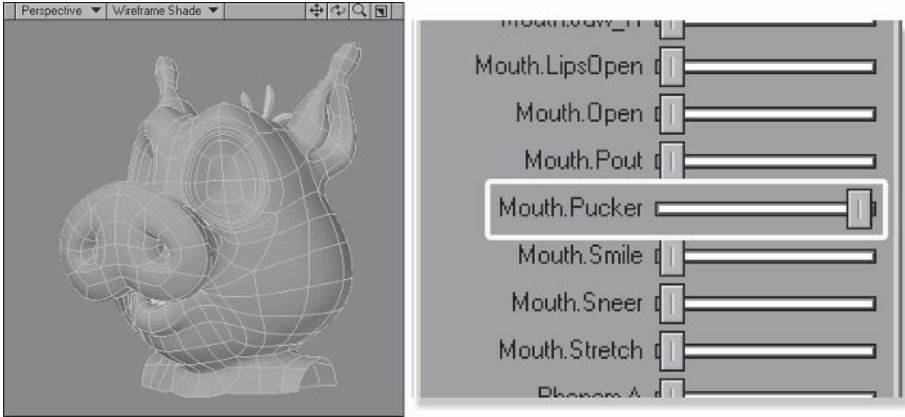 Perspective Wireframe Shade
Mouth.LipsOpen
Mouth.Open
Mouth.Pout
Mouth.Pucker
Mouth.Smile
Mouth.Sneer
Mouth.Stretch